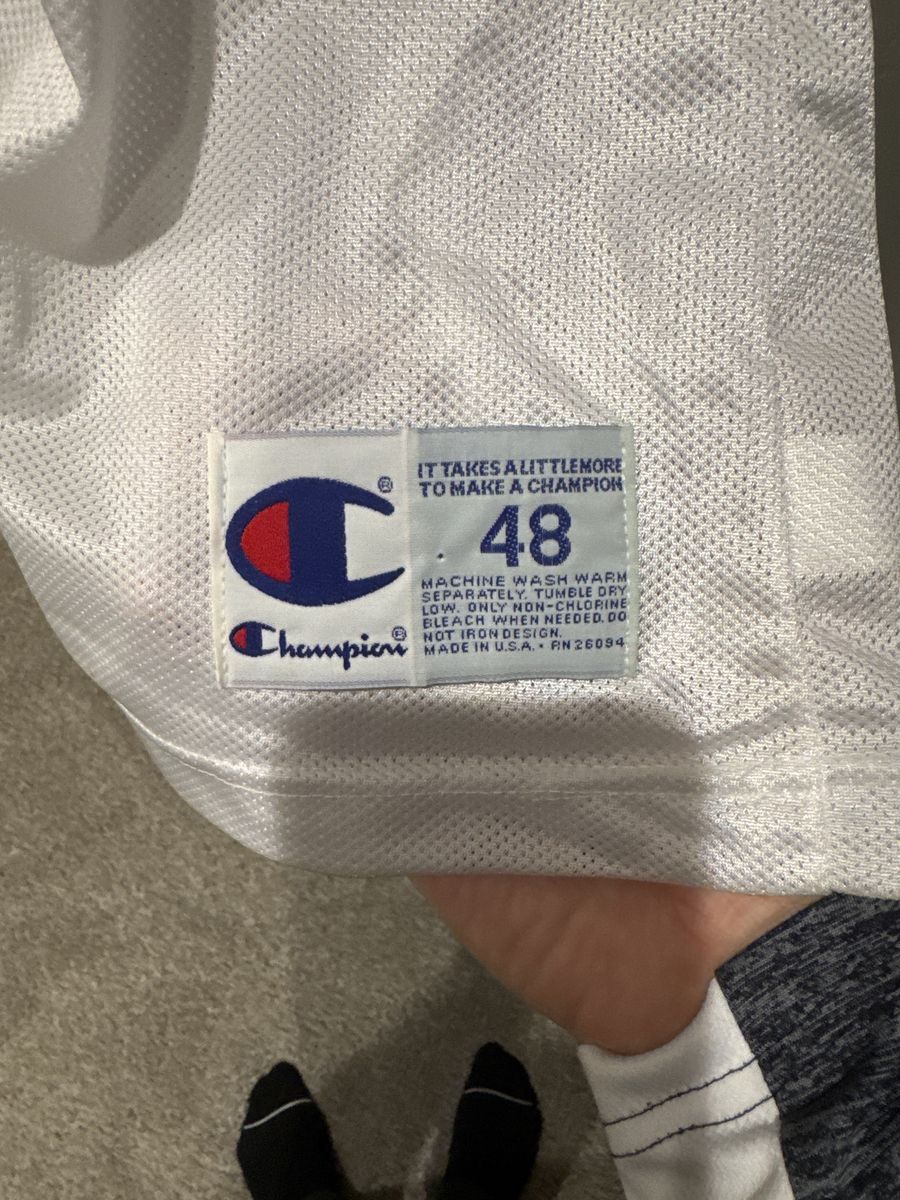 ®
Champion®
IT TAKES A LITTLE MORE
TO MAKE A CHAMPION
48
MACHINE WASH WARM
SEPARATELY. TUMBLE DRY
LOW. ONLY NON-CHLORINE
BLEACH WHEN NEEDED. DO
NOT IRON DESIGN.
MADE IN U.S.A. • RN 26094